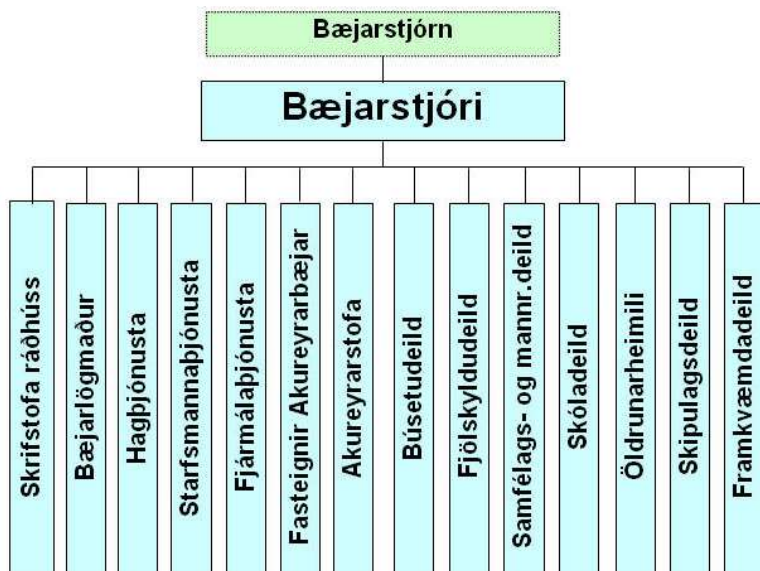 Bæjarstjórn
Bæjarstjóri
Skrifstofa ráðhúss
Bæjarlögmaður
Hagþjónusta
Starfsmannaþjónusta
Fjármálaþjónusta
Fasteignir Akureyrarbæjar
Akureyrarstofa
Búsetudeild
Fjölskyldudeild
Samfélags- og mannr.deild
Skóladeild
Öldrunarheimili
Skipulagsdeild
Framkvæmdadeild